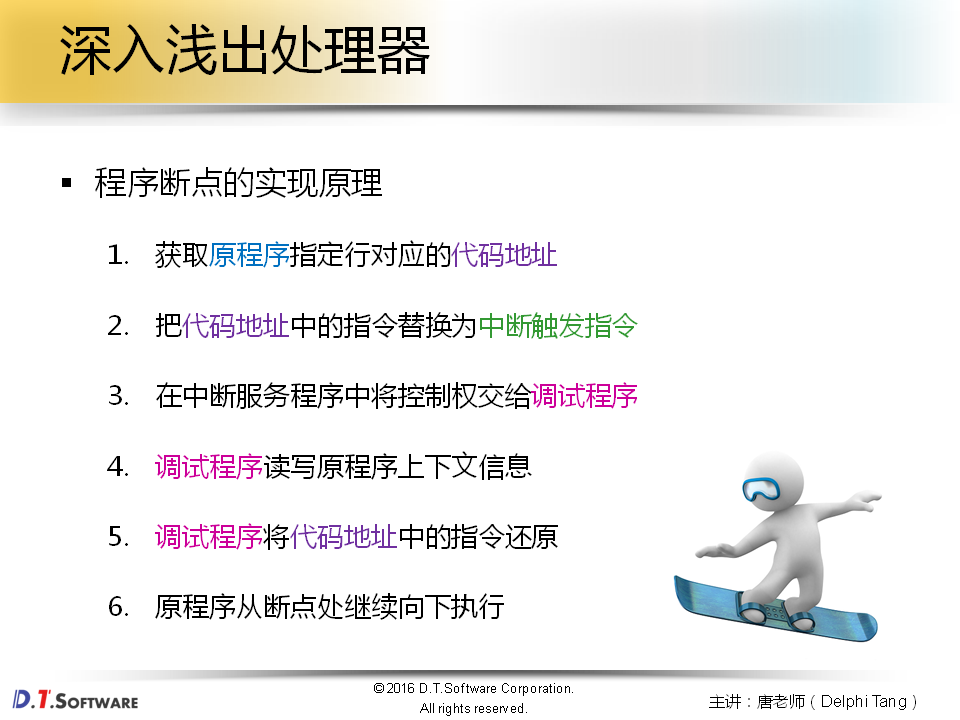 深入浅出处理器
▪ 程序断点的实现原理
1. 获取原程序指定行对应的代码地址
2. 把代码地址中的指令替换为中断触发指令
3. 在中断服务程序中将控制权交给调试程序
4. 调试程序读写原程序上下文信息
5. 调试程序将代码地址中的指令还原
6. 原程序从断点处继续向下执行
D.T.SOFTWARE
©2016 D.T.Software Corporation.
All rights reserved.
主讲：唐老师（Delphi Tang）